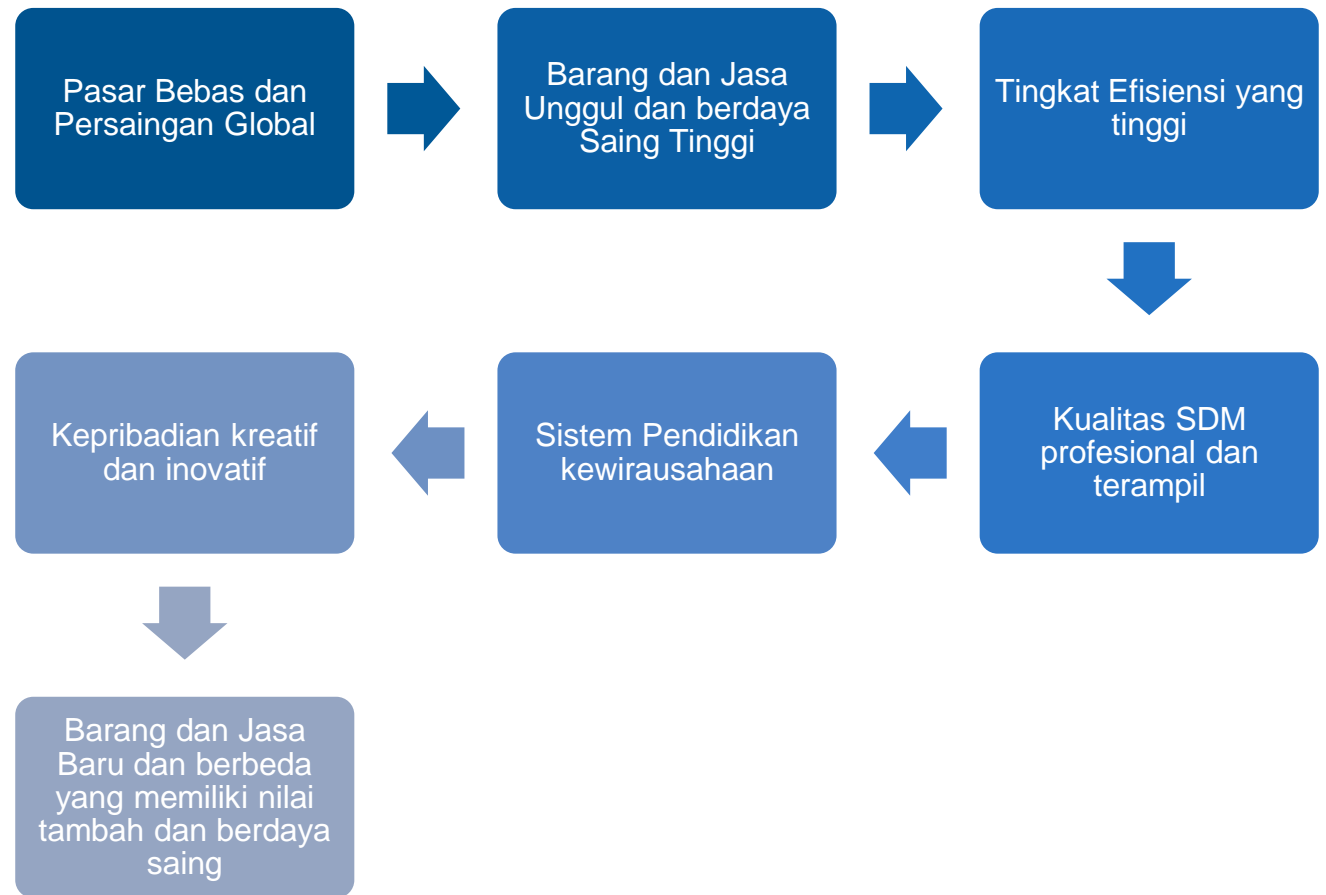 Pasar Bebas dan
Persaingan Global
Barang dan Jasa
Unggul dan berdaya
Saing Tinggi
Tingkat Efisiensi yang
tinggi
Kualitas SDM
profesional dan
terampil
Sistem Pendidikan
kewirausahaan
Kepribadian kreatif
dan inovatif
Barang dan Jasa
Baru dan berbeda
yang memiliki nilai
tambah dan berdaya
saing